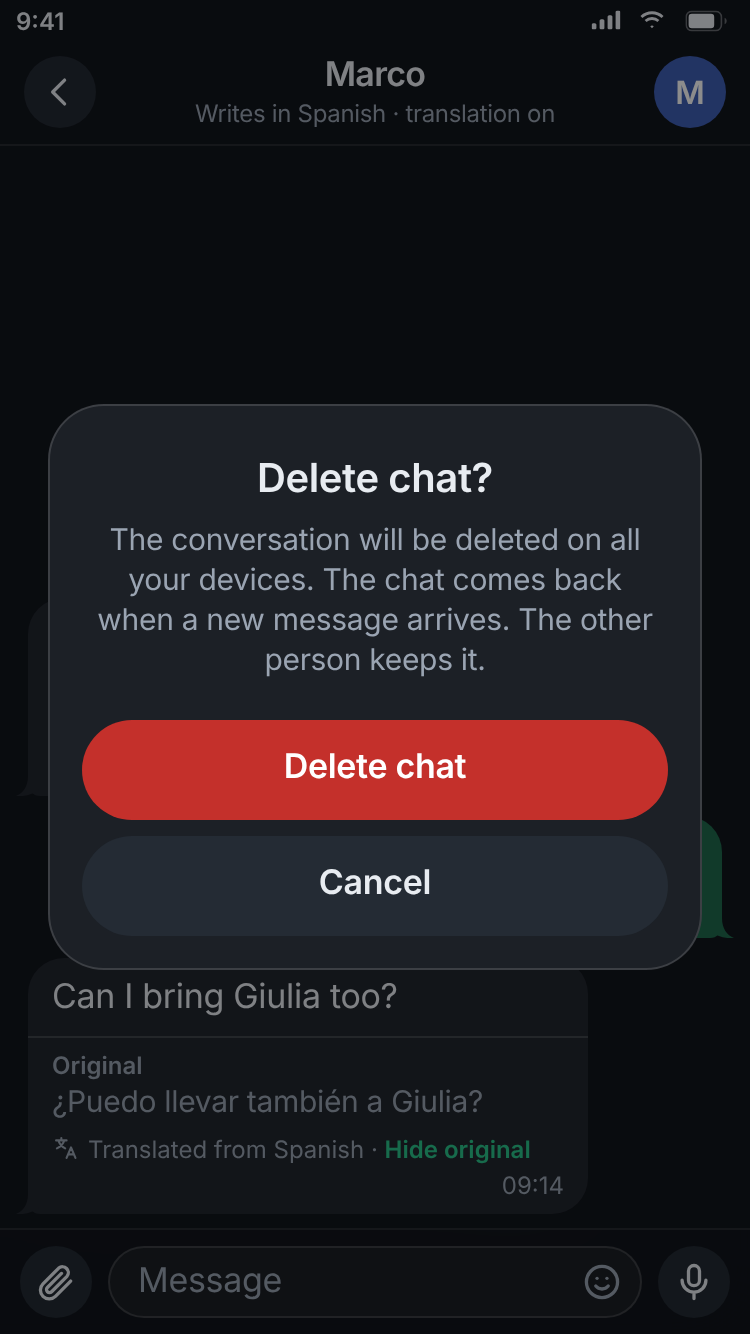 9:41
Marco
Writes in Spanish · translation on
M
Delete chat?
The conversation will be deleted on all
your devices. The chat comes back
when a new message arrives. The other
person keeps it.
Delete chat
Cancel
Can I bring Giulia too?
Original
¿Puedo llevar también a Giulia?
Translated from Spanish · Hide original
09:14
Message